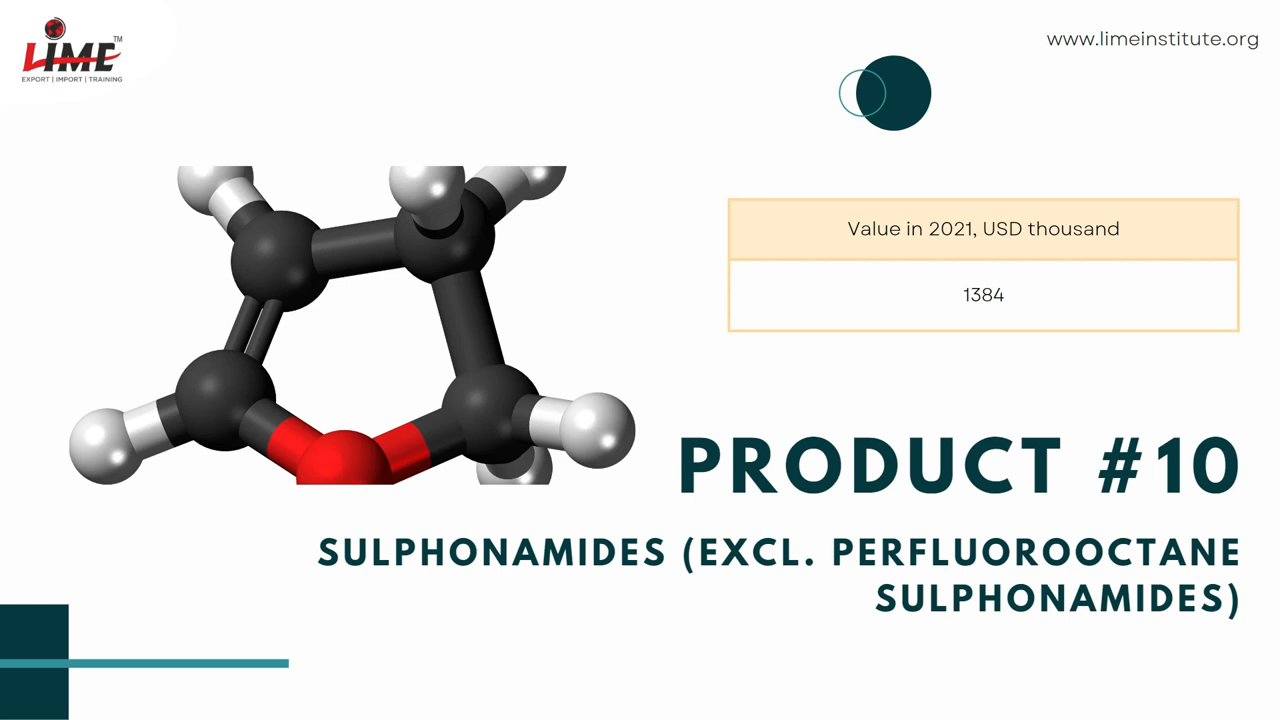 LIME TM
EXPORT | IMPORT | TRAINING
www.limeinstitute.org
Value in 2021, USD thousand
1384
PRODUCT #10
SULPHONAMIDES (EXCL. PERFLUOROOCTANE
SULPHONAMIDES)